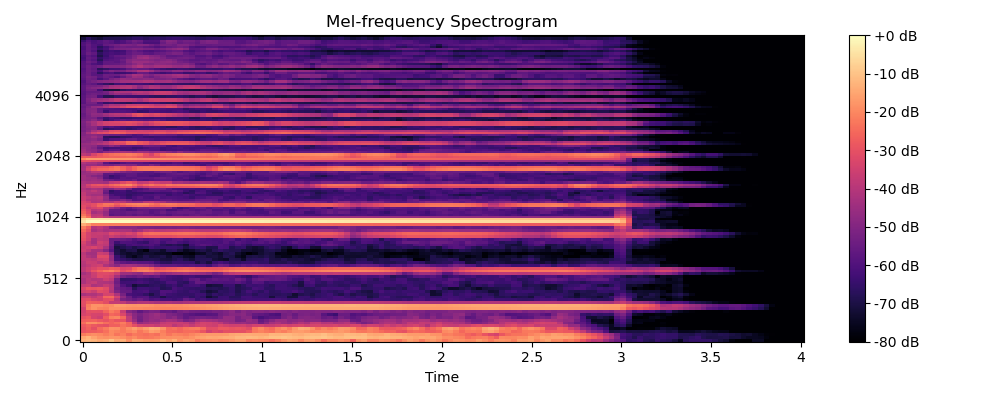 Mel-frequency Spectrogram
Hz
4096
2048
1024
512
0
0
0.5
1
1.5
2
2.5
3
3.5
4
Time
+0 dB
-10 dB
-20 dB
-30 dB
-40 dB
-50 dB
-60 dB
-70 dB
-80 dB